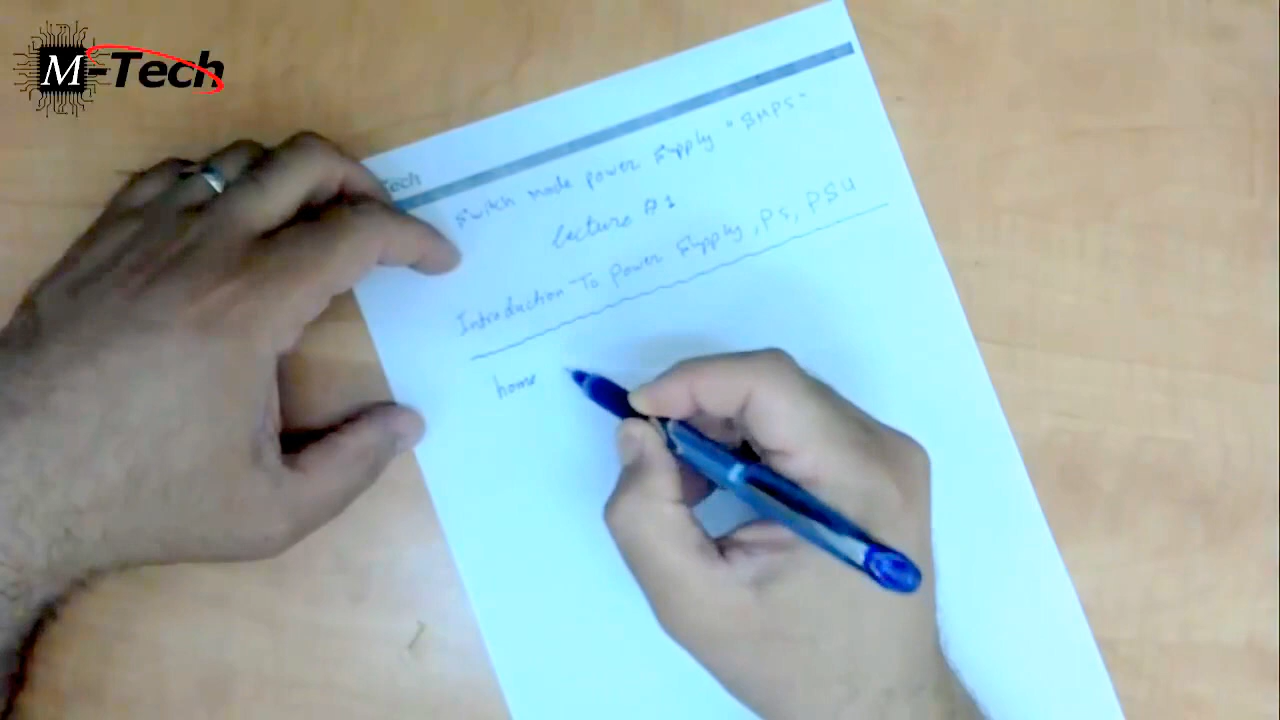 M-Tech
Tech
Switch mode power Supply "SMPS"
lecture #1
Introduction To Power Supply, PS, PSU
home